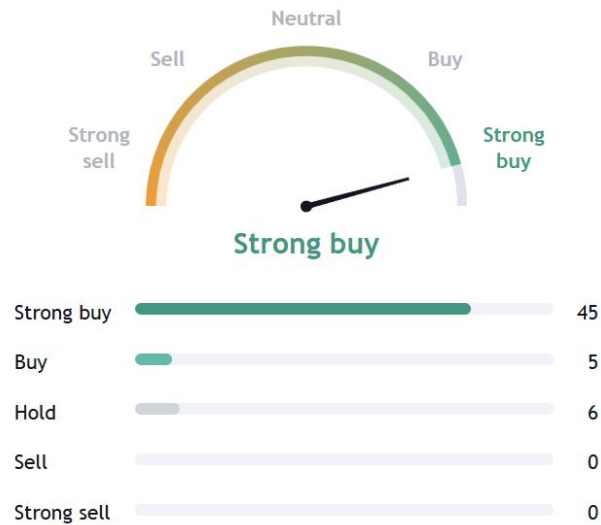 Neutral
Sell
Buy
Strong
sell
Strong
buy
Strong buy
Strong buy 45
Buy 5
Hold 6
Sell 0
Strong sell 0